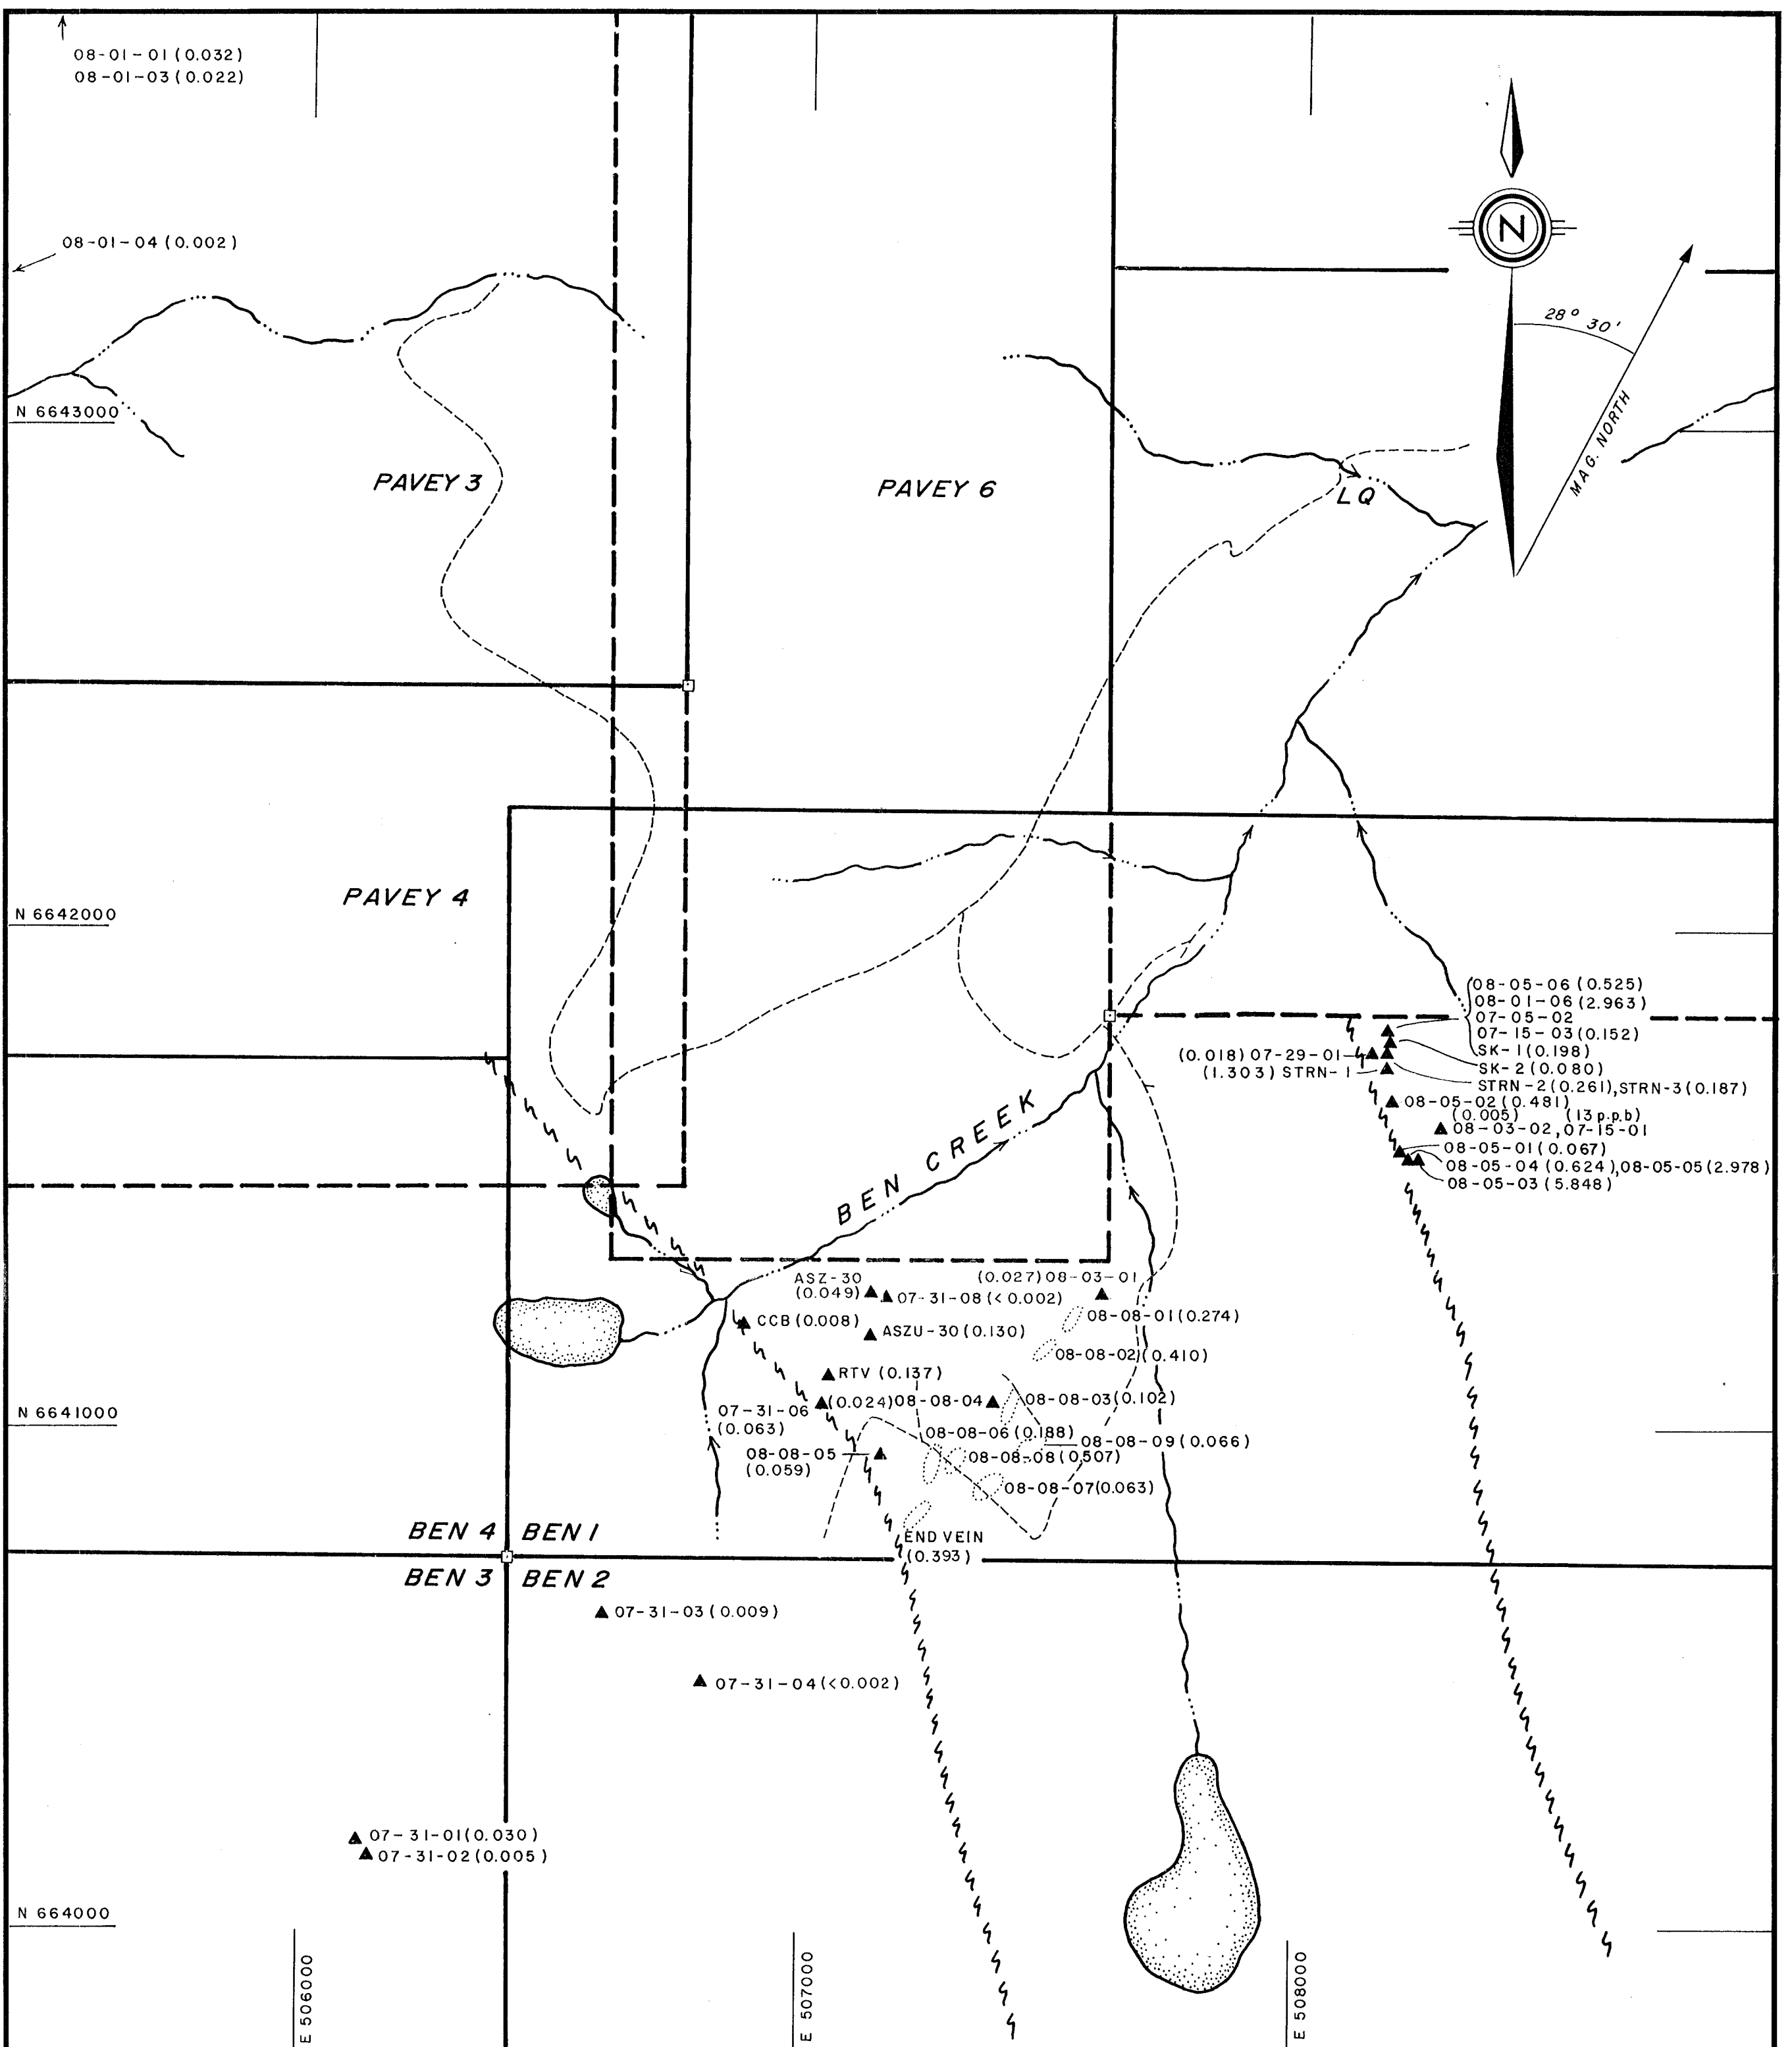 08-01-01 (0.032)
08-01-03 (0.022)
08-01-04 (0.002)
N
28° 30'
MAG. NORTH
N 6643000
PAVEY 3
PAVEY 6
LQ
PAVEY 4
N 6642000
08-05-06 (0.525)
08-01-06 (2.963)
07-05-02
07-15-03 (0.152)
(0.018) 07-29-01
SK-1 (0.198)
SK-2 (0.080)
(1.303) STRN-1
STRN-2 (0.261), STRN-3 (0.187)
08-05-02 (0.481)
(0.005) (13 p.p.b)
08-03-02, 07-15-01
08-05-01 (0.067)
08-05-04 (0.624), 08-05-05 (2.978)
08-05-03 (5.848)
BEN CREEK
ASZ-30
(0.049)
(0.027) 08-03-01
07-31-08 (<0.002)
CCB (0.008)
08-08-01 (0.274)
ASZU-30 (0.130)
08-08-02 (0.410)
RTV (0.137)
(0.024) 08-08-04
08-08-03 (0.102)
07-31-06
(0.063)
N 6641000
08-08-06 (0.188)
08-08-09 (0.066)
08-08-05
(0.059)
08-08-08 (0.507)
08-08-07 (0.063)
BEN 4
BEN 1
END VEIN
(0.393)
BEN 3
BEN 2
07-31-03 (0.009)
07-31-04 (<0.002)
07-31-01 (0.030)
07-31-02 (0.005)
N 664000
E 506000
E 507000
E 508000